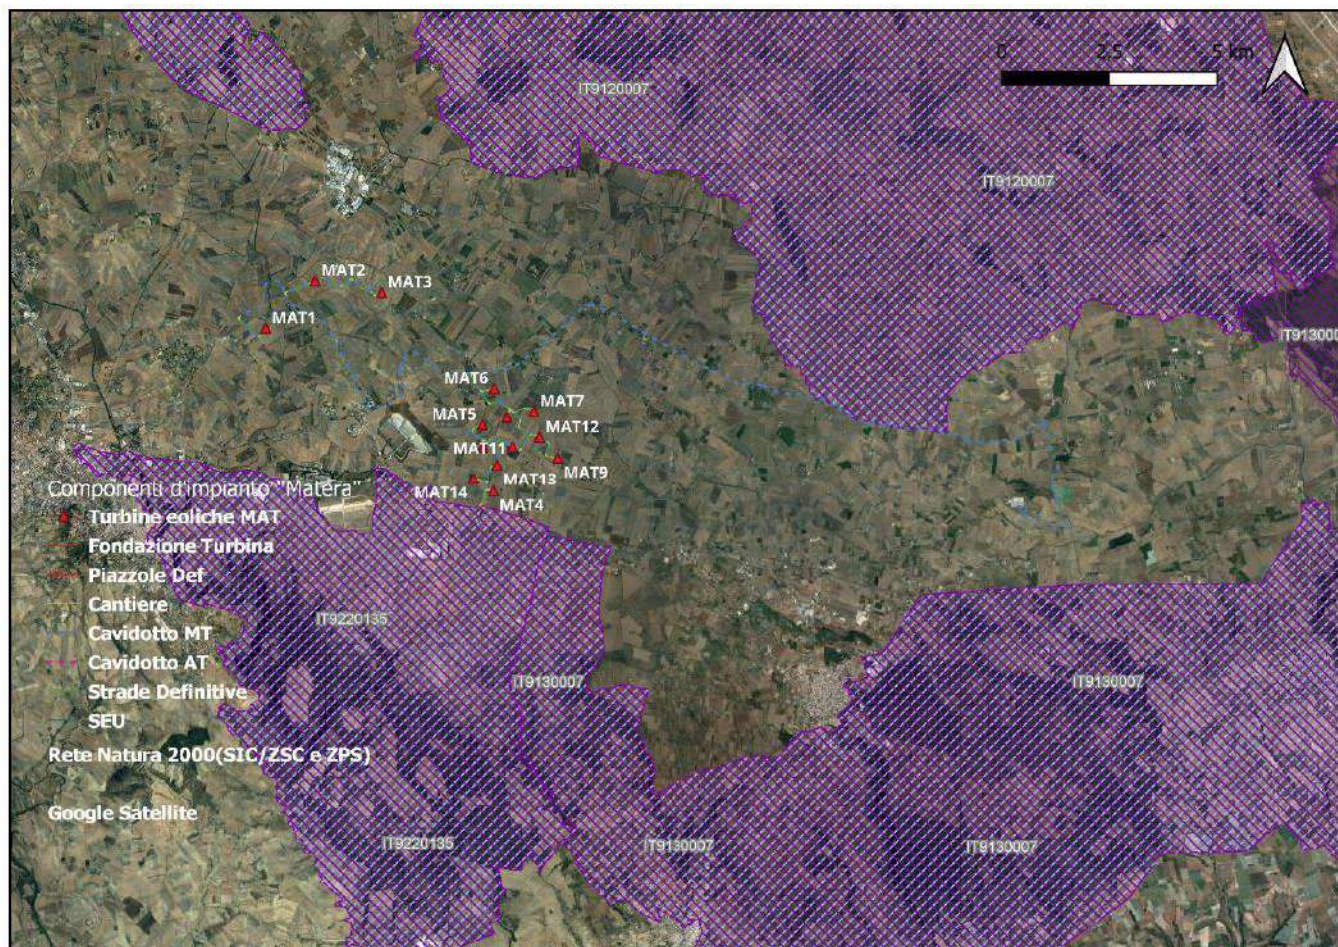 0 2.5 5 km
IT9120007
IT9120007
MAT2
MAT3
MAT1
IT91300
MAT6
MAT5
MAT7
MAT12
MAT11
MAT9
MAT13
MAT14
MAT4
Componenti d'impianto "Matera"
Turbine eoliche MAT
Fondazione Turbina
Piazzole Def
Cantiere
Cavidotto MT
Cavidotto AT
Strade Definitive
SEU
Rete Natura 2000(SIC/ZSC e ZPS)
Google Satellite
IT9220135
IT9130007
IT9130007
IT9220135
IT9130007
IT9130007